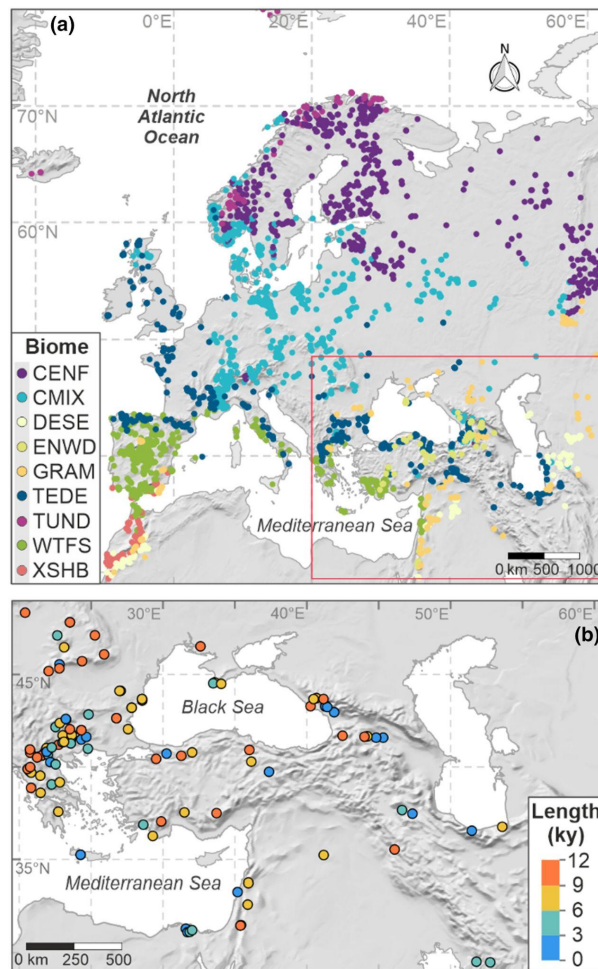 (a)
0°E
20°E
40°E
60°E
N
North
Atlantic
Ocean
70°N
60°N
Biome
CENF
CMIX
DESE
ENWD
GRAM
TEDE
TUND
WTFS
XSHB
Mediterranean Sea
0 km 500 1000
(b)
30°E
40°E
50°E
60°E
45°N
Black Sea
35°N
Mediterranean Sea
Length
(ky)
12
9
6
3
0
0 km 250 500